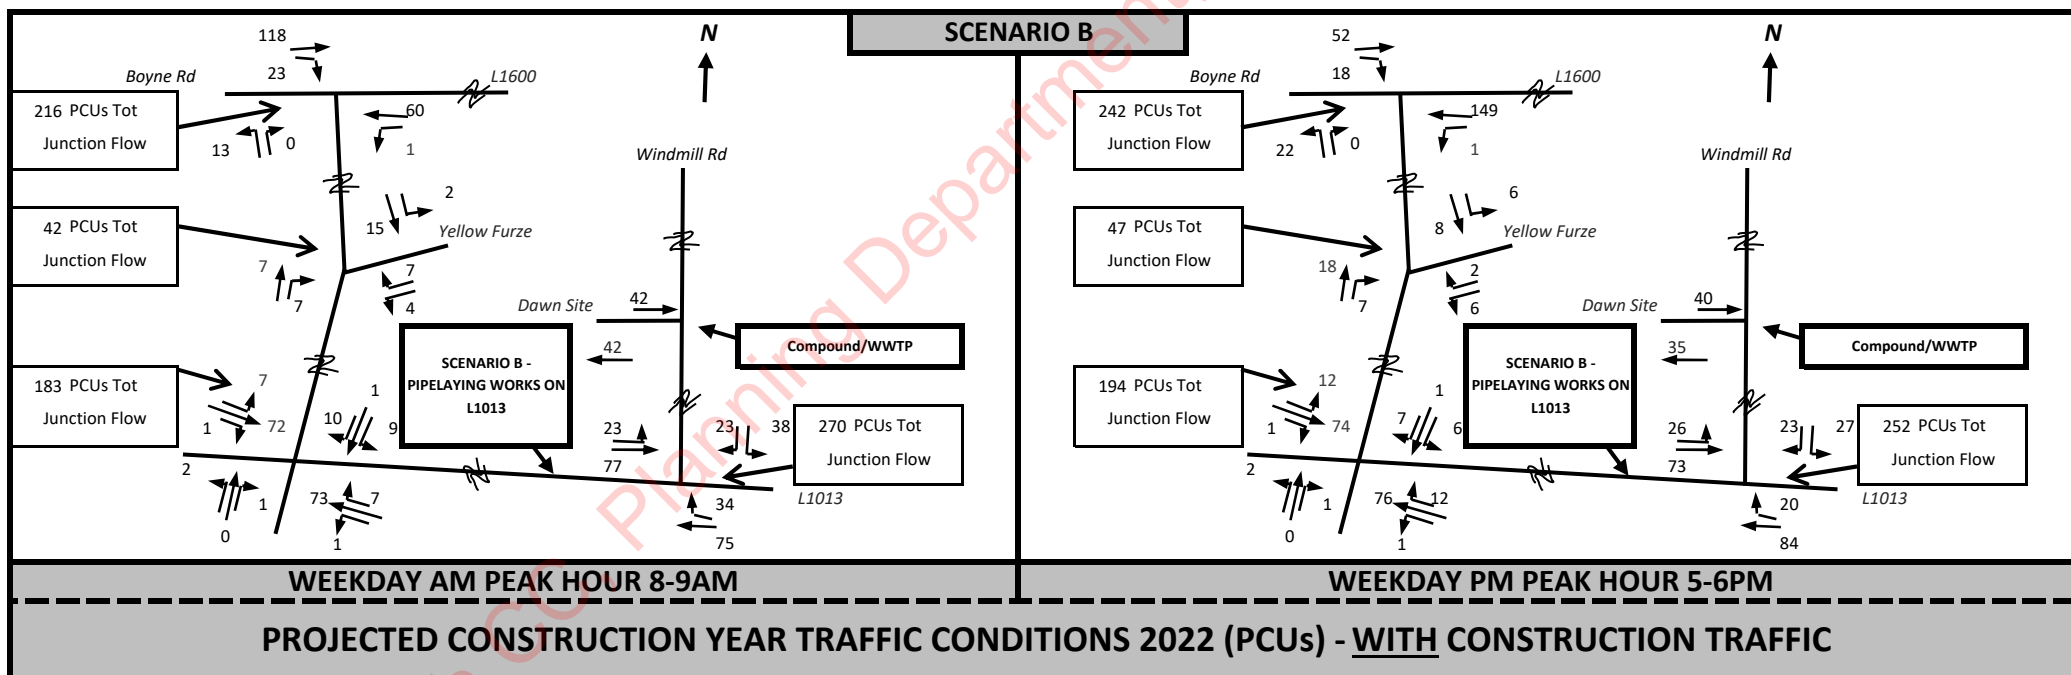 SCENARIO B
118
23
Boyne Rd
L1600
N
216 PCUs Tot
Junction Flow
60
13
0
1
Windmill Rd
2
15
Yellow Furze
42 PCUs Tot
Junction Flow
7
7
7
4
Dawn Site
42
42
Compound/WWTP
SCENARIO B -
PIPELAYING WORKS ON
L1013
183 PCUs Tot
Junction Flow
7
1
72
10
1
9
23
77
23
38
270 PCUs Tot
Junction Flow
2
1
0
73
7
1
34
75
L1013
WEEKDAY AM PEAK HOUR 8-9AM
52
18
Boyne Rd
L1600
N
242 PCUs Tot
Junction Flow
149
22
0
1
Windmill Rd
6
8
Yellow Furze
47 PCUs Tot
Junction Flow
18
7
2
6
Dawn Site
40
35
Compound/WWTP
SCENARIO B -
PIPELAYING WORKS ON
L1013
194 PCUs Tot
Junction Flow
12
1
74
7
1
6
26
73
23
27
252 PCUs Tot
Junction Flow
2
1
0
76
12
1
20
84
L1013
WEEKDAY PM PEAK HOUR 5-6PM
PROJECTED CONSTRUCTION YEAR TRAFFIC CONDITIONS 2022 (PCUs) - WITH CONSTRUCTION TRAFFIC
CC. Planning Department